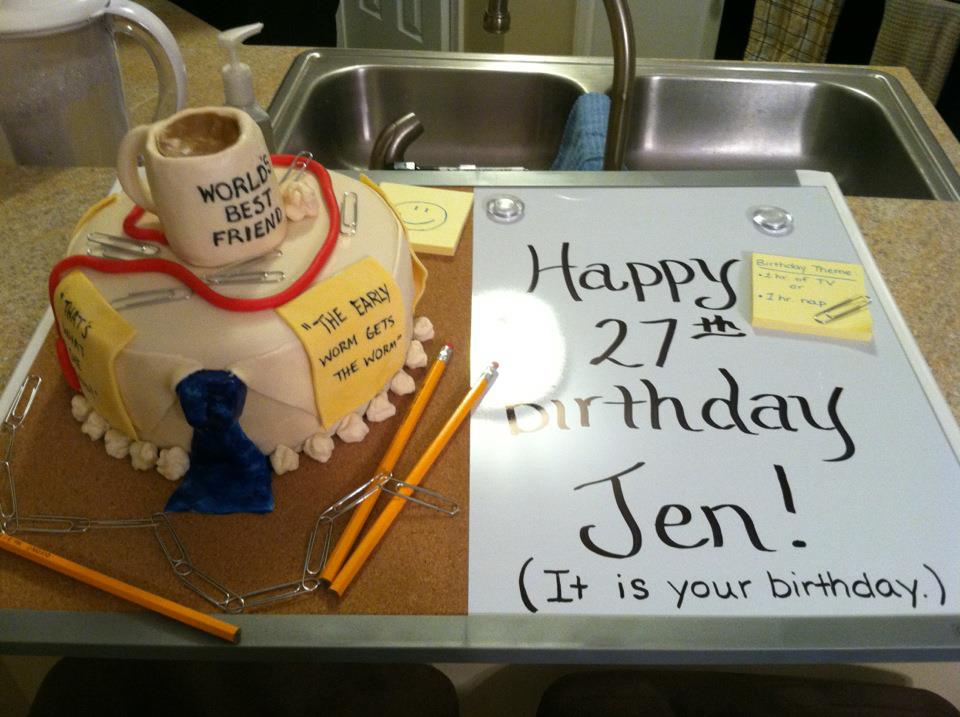 WORLD'S
BEST
FRIEND
THAT'S
"THE EARLY
WORM GETS
THE WORM"
Happy
27th
birthday
Jen!
(It is your birthday.)
Birthday Theme:
• 1 hr of TV
or
• 1 hr. nap